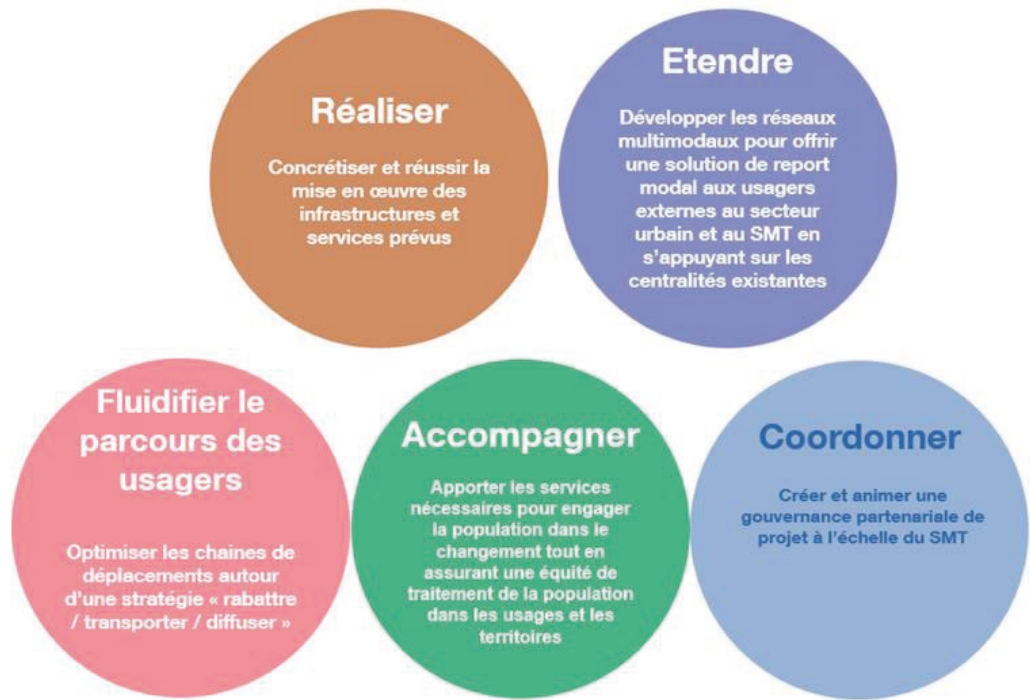 Réaliser
Concrétiser et réussir la
mise en œuvre des
infrastructures et
services prévus
Etendre
Développer les réseaux
multimodaux pour offrir
une solution de report
modal aux usagers
externes au secteur
urbain et au SMT en
s'appuyant sur les
centralités existantes
Fluidifier le
parcours des
usagers
Optimiser les chaines de
déplacements autour
d'une stratégie « rabattre
/ transporter / diffuser »
Accompagner
Apporter les services
nécessaires pour engager
la population dans le
changement tout en
assurant une équité de
traitement de la population
dans les usages et les
territoires
Coordonner
Créer et animer une
gouvernance partenariale de
projet à l'échelle du SMT